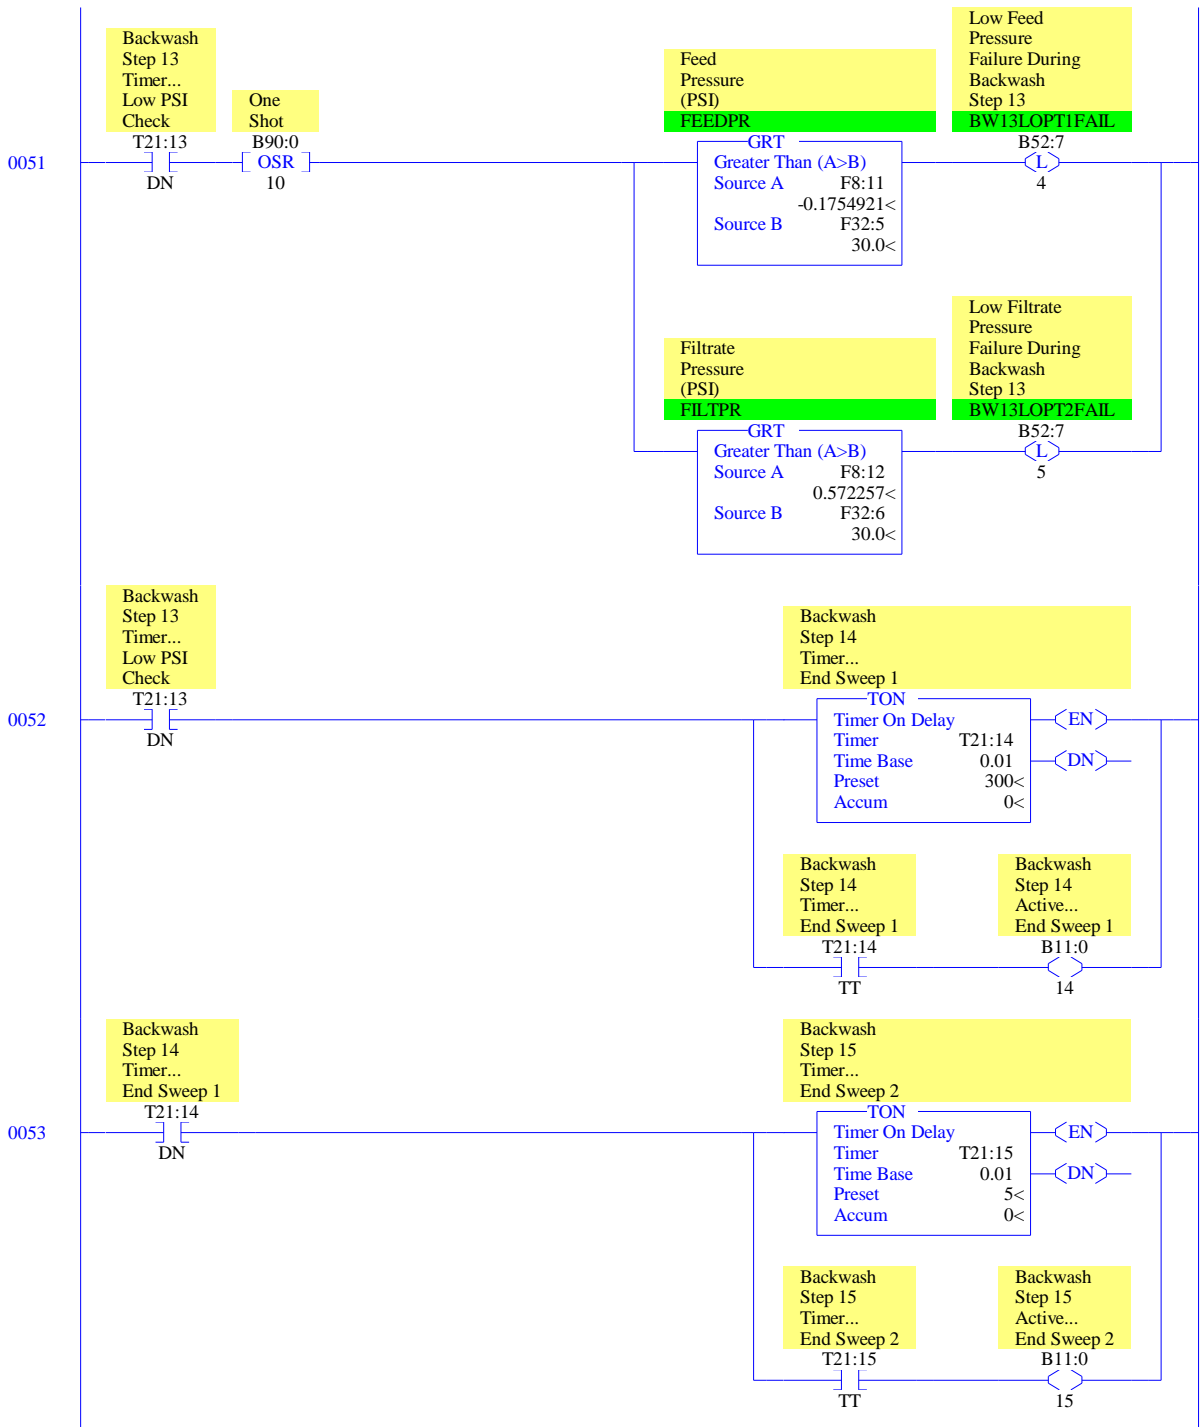 Backwash
Step 13
Timer...
Low PSI
Check
T21:13
DN
One
Shot
B90:0
OSR
10
0051
Feed
Pressure
(PSI)
FEEDPR
GRT
Greater Than (A>B)
Source A F8:11
-0.1754921<
Source B F32:5
30.0<
Low Feed
Pressure
Failure During
Backwash
Step 13
BW13LOPT1FAIL
B52:7
L
4
Filtrate
Pressure
(PSI)
FILTPR
GRT
Greater Than (A>B)
Source A F8:12
0.572257<
Source B F32:6
30.0<
Low Filtrate
Pressure
Failure During
Backwash
Step 13
BW13LOPT2FAIL
B52:7
L
5
Backwash
Step 13
Timer...
Low PSI
Check
T21:13
DN
0052
Backwash
Step 14
Timer...
End Sweep 1
TON
Timer On Delay
Timer T21:14
Time Base 0.01
Preset 300<
Accum 0<
EN
DN
Backwash
Step 14
Timer...
End Sweep 1
T21:14
TT
Backwash
Step 14
Active...
End Sweep 1
B11:0
14
Backwash
Step 14
Timer...
End Sweep 1
T21:14
DN
0053
Backwash
Step 15
Timer...
End Sweep 2
TON
Timer On Delay
Timer T21:15
Time Base 0.01
Preset 5<
Accum 0<
EN
DN
Backwash
Step 15
Timer...
End Sweep 2
T21:15
TT
Backwash
Step 15
Active...
End Sweep 2
B11:0
15